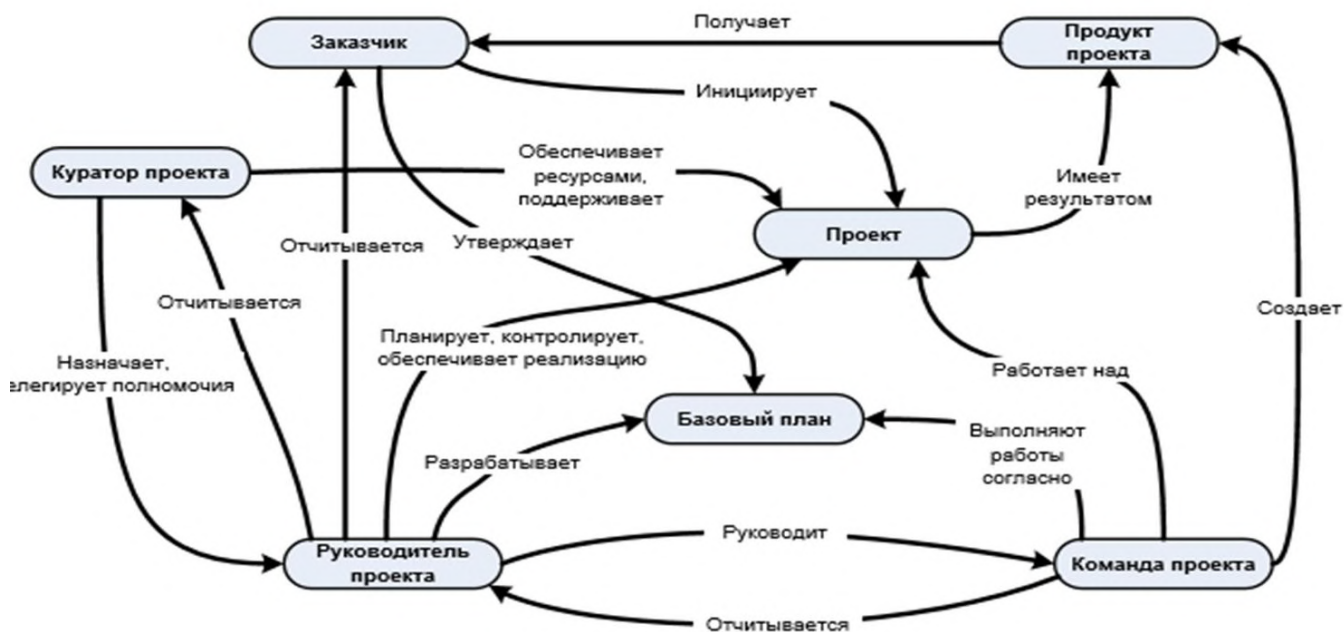 Получает
Заказчик
Продукт
проекта
Инициирует
Куратор проекта
Обеспечивает
ресурсами,
поддерживает
Имеет
результатом
Проект
Отчитывается
Утверждает
Отчитывается
Создает
Планирует, контролирует,
обеспечивает реализацию
Назначает,
елегирует полномочия
Работает над
Базовый план
Выполняют
работы
согласно
Разрабатывает
Руководит
Руководитель
проекта
Команда проекта
Отчитывается